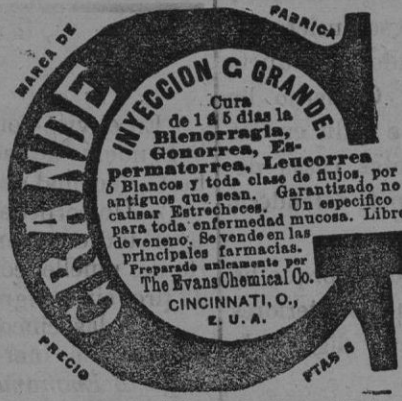 MARCA DE FABRICA
GRANDE
INYECCION G GRANDE.
Cura
de 1 á 5 dias la
Blenorragia,
Gonorrea, Es-
permatorrea, Leucorrea
ó Blancos y toda clase de flujos, por
antiguos que sean. Garantizado no
causar Estrecheces. Un especifico
para toda enfermedad mucosa. Libre
de veneno. Se vende en las
principales farmacias.
Preparado unicamente por
The Evans Chemical Co.
CINCINNATI, O.,
E. U. A.
PRECIO PTAS 5